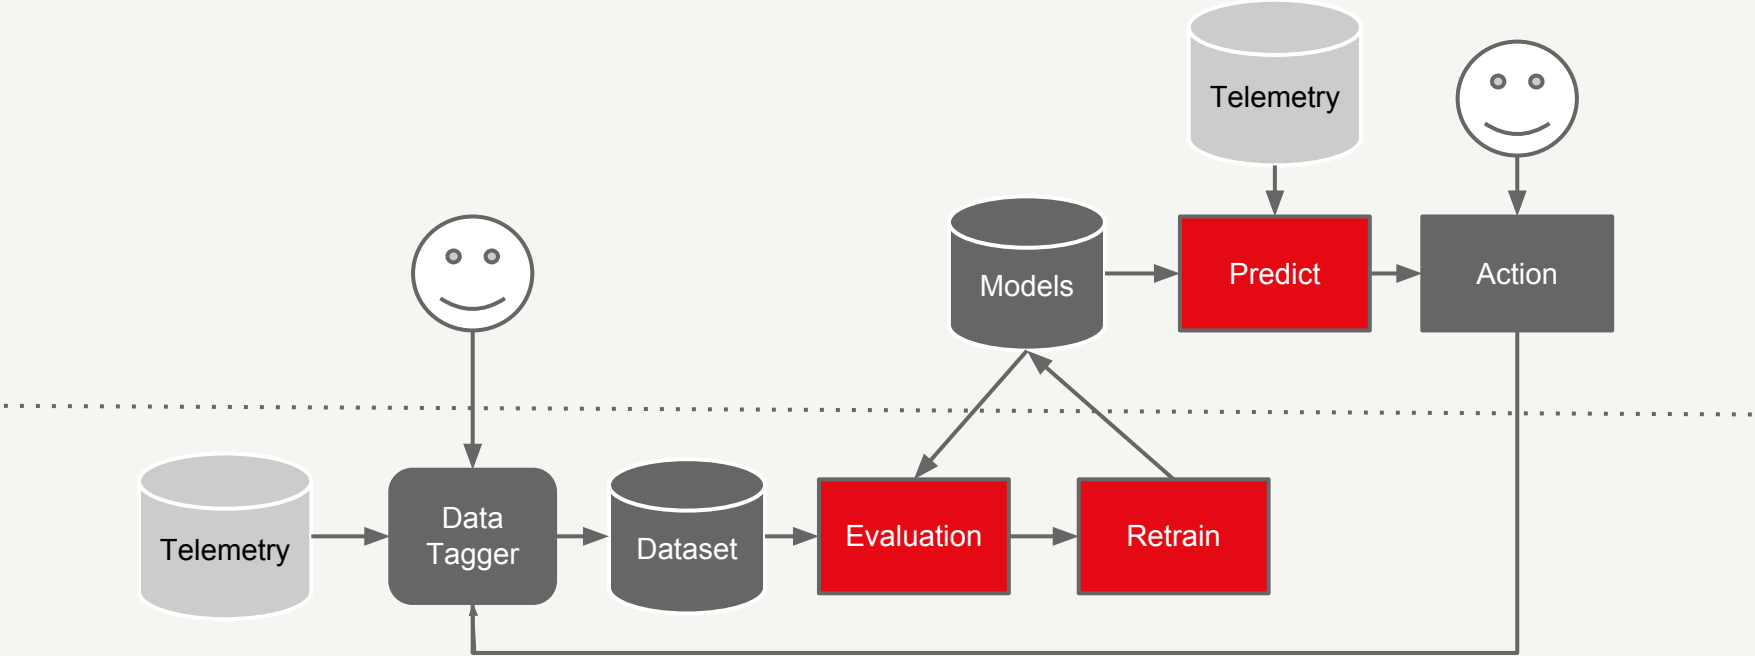 Telemetry
Models
Predict
Action
Telemetry
Data
Tagger
Dataset
Evaluation
Retrain